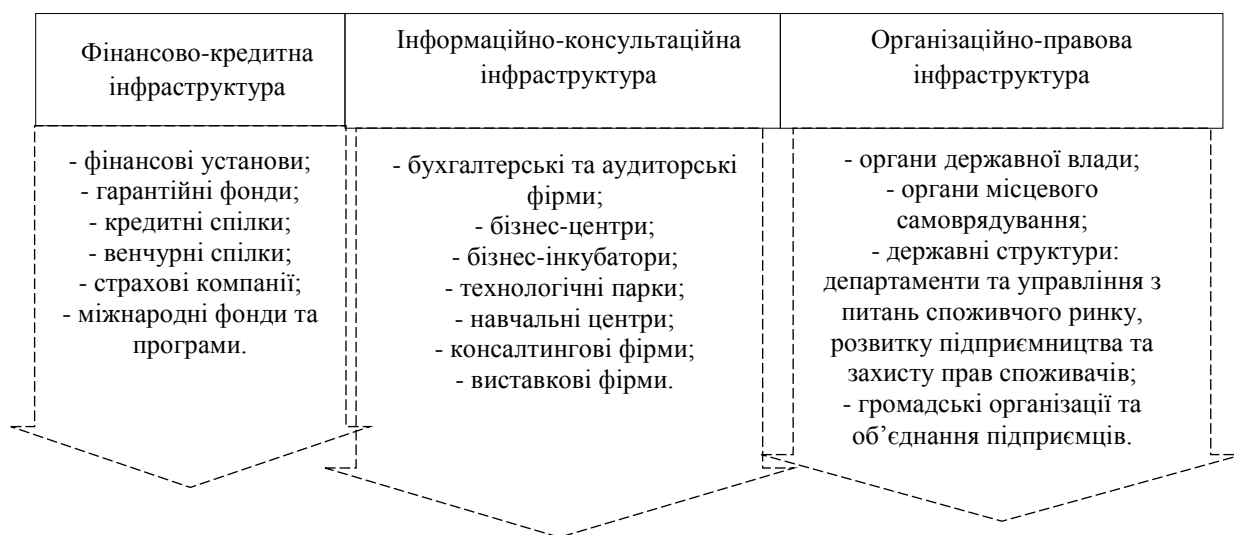 Фінансово-кредитна
інфраструктура
Інформаційно-консультаційна
інфраструктура
Організаційно-правова
інфраструктура
- фінансові установи;
- гарантійні фонди;
- кредитні спілки;
- венчурні спілки;
- страхові компанії;
- міжнародні фонди та
програми.
- бухгалтерські та аудиторські
фірми;
- бізнес-центри;
- бізнес-інкубатори;
- технологічні парки;
- навчальні центри;
- консалтингові фірми;
- виставкові фірми.
- органи державної влади;
- органи місцевого
самоврядування;
- державні структури:
департаменти та управління з
питань споживчого ринку,
розвитку підприємництва та
захисту прав споживачів;
- громадські організації та
об’єднання підприємців.